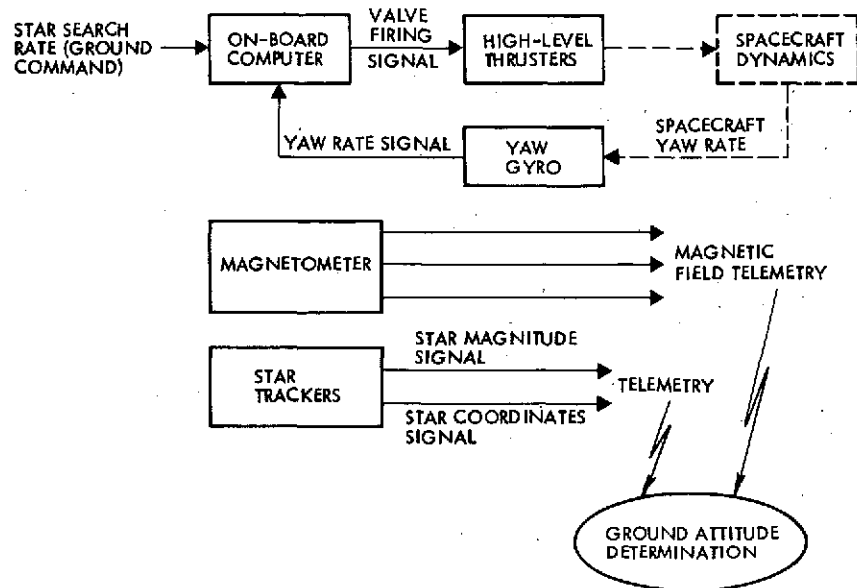 STAR SEARCH
RATE (GROUND
COMMAND)
ON-BOARD
COMPUTER
VALVE
FIRING
SIGNAL
HIGH-LEVEL
THRUSTERS
SPACECRAFT
DYNAMICS
YAW RATE SIGNAL
YAW
GYRO
SPACECRAFT
YAW RATE
MAGNETOMETER
MAGNETIC
FIELD TELEMETRY
STAR
TRACKERS
STAR MAGNITUDE
SIGNAL
STAR COORDINATES
SIGNAL
TELEMETRY
GROUND ATTITUDE
DETERMINATION